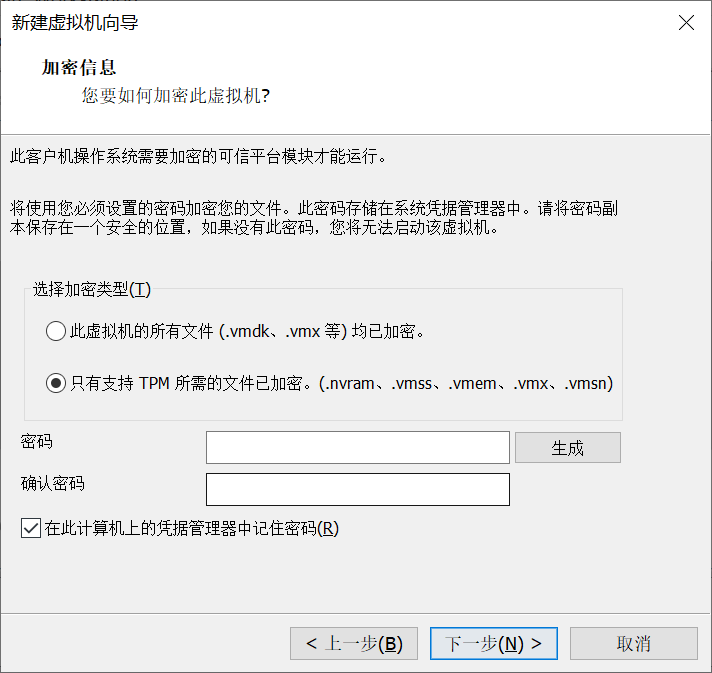 新建虚拟机向导
加密信息
您要如何加密此虚拟机?
此客户机操作系统需要加密的可信平台模块才能运行。
将使用您必须设置的密码加密您的文件。此密码存储在系统凭据管理器中。请将密码副
本保存在一个安全的位置，如果没有此密码，您将无法启动该虚拟机。
选择加密类型(T)
此虚拟机的所有文件 (.vmdk、.vmx 等) 均已加密。
只有支持 TPM 所需的文件已加密。(.nvram、.vmss、.vmem、.vmx、.vmsn)
密码
生成
确认密码
在此计算机上的凭据管理器中记住密码(R)
< 上一步(B)
下一步(N) >
取消